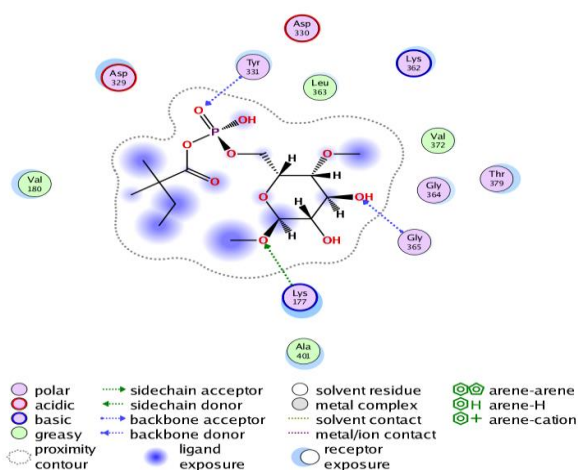 Asp
330
Tyr
331
Lys
362
Asp
329
Leu
363
O
OH
P
O
O
O
Val
372
H
H
O
Val
180
O
Gly
364
Thr
379
OH
H
O
H
OH
Gly
365
Lys
177
Ala
401
polar
acidic
basic
greasy
proximity
contour
sidechain acceptor
sidechain donor
backbone acceptor
backbone donor
ligand
exposure
solvent residue
metal complex
solvent contact
metal/ion contact
receptor
exposure
arene-arene
H arene-H
+ arene-cation